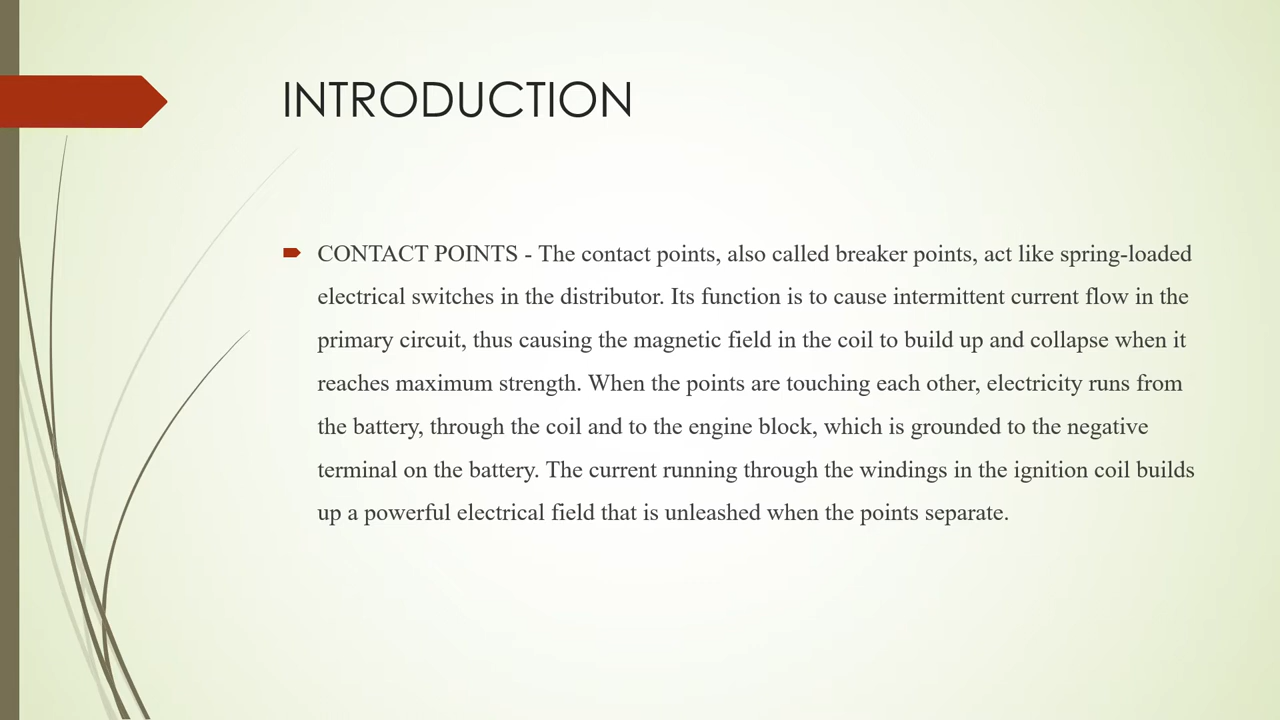 INTRODUCTION
CONTACT POINTS - The contact points, also called breaker points, act like spring-loaded
electrical switches in the distributor. Its function is to cause intermittent current flow in the
primary circuit, thus causing the magnetic field in the coil to build up and collapse when it
reaches maximum strength. When the points are touching each other, electricity runs from
the battery, through the coil and to the engine block, which is grounded to the negative
terminal on the battery. The current running through the windings in the ignition coil builds
up a powerful electrical field that is unleashed when the points separate.